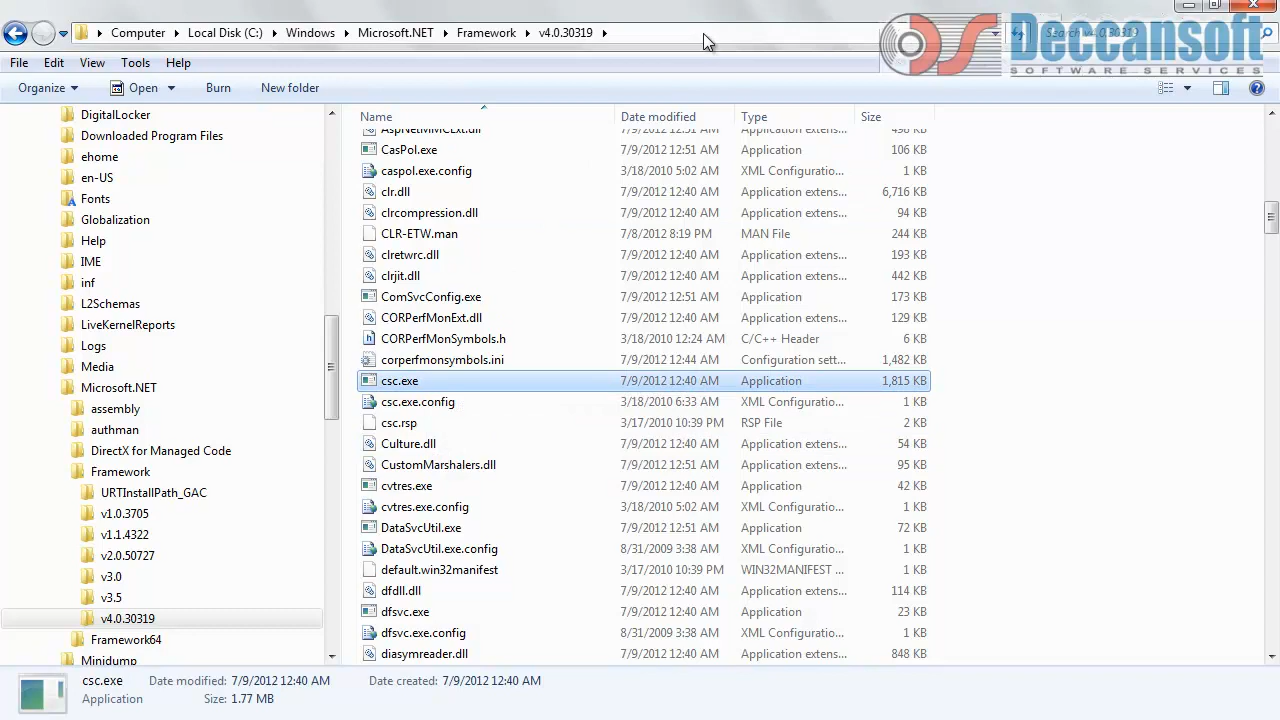 Computer Local Disk (C:) Windows Microsoft.NET Framework v4.0.30319 Search v4.0.30319
Deccansoft
SOFTWARE SERVICES
File Edit View Tools Help
Organize Open Burn New folder
DigitalLocker
Downloaded Program Files
ehome
en-US
Fonts
Globalization
Help
IME
inf
L2Schemas
LiveKernelReports
Logs
Media
Microsoft.NET
assembly
authman
DirectX for Managed Code
Framework
URTInstallPath_GAC
v1.0.3705
v1.1.4322
v2.0.50727
v3.0
v3.5
v4.0.30319
Framework64
Minidump
Name Date modified Type Size
AspNetMMCExt.dll 7/9/2012 12:51 AM Application extens... 498 KB
CasPol.exe 7/9/2012 12:51 AM Application 106 KB
caspol.exe.config 3/18/2010 5:02 AM XML Configuratio... 1 KB
clr.dll 7/9/2012 12:40 AM Application extens... 6,716 KB
clrcompression.dll 7/9/2012 12:40 AM Application extens... 94 KB
CLR-ETW.man 7/8/2012 8:19 PM MAN File 244 KB
clretwrc.dll 7/9/2012 12:40 AM Application extens... 193 KB
clrjit.dll 7/9/2012 12:40 AM Application extens... 442 KB
ComSvcConfig.exe 7/9/2012 12:51 AM Application 173 KB
CORPerfMonExt.dll 7/9/2012 12:40 AM Application extens... 129 KB
CORPerfMonSymbols.h 3/18/2010 12:24 AM C/C++ Header 6 KB
corperfmonsymbols.ini 7/9/2012 12:44 AM Configuration sett... 1,482 KB
csc.exe 7/9/2012 12:40 AM Application 1,815 KB
csc.exe.config 3/18/2010 6:33 AM XML Configuratio... 1 KB
csc.rsp 3/17/2010 10:39 PM RSP File 2 KB
Culture.dll 7/9/2012 12:40 AM Application extens... 54 KB
CustomMarshalers.dll 7/9/2012 12:51 AM Application extens... 95 KB
cvtres.exe 7/9/2012 12:40 AM Application 42 KB
cvtres.exe.config 3/18/2010 5:02 AM XML Configuratio... 1 KB
DataSvcUtil.exe 7/9/2012 12:51 AM Application 72 KB
DataSvcUtil.exe.config 8/31/2009 3:38 AM XML Configuratio... 1 KB
default.win32manifest 3/17/2010 10:39 PM WIN32MANIFEST ... 1 KB
dfdll.dll 7/9/2012 12:40 AM Application extens... 114 KB
dfsvc.exe 7/9/2012 12:40 AM Application 23 KB
dfsvc.exe.config 8/31/2009 3:38 AM XML Configuratio... 1 KB
diasymreader.dll 7/9/2012 12:40 AM Application extens... 848 KB
csc.exe Date modified: 7/9/2012 12:40 AM Date created: 7/9/2012 12:40 AM
Application Size: 1.77 MB